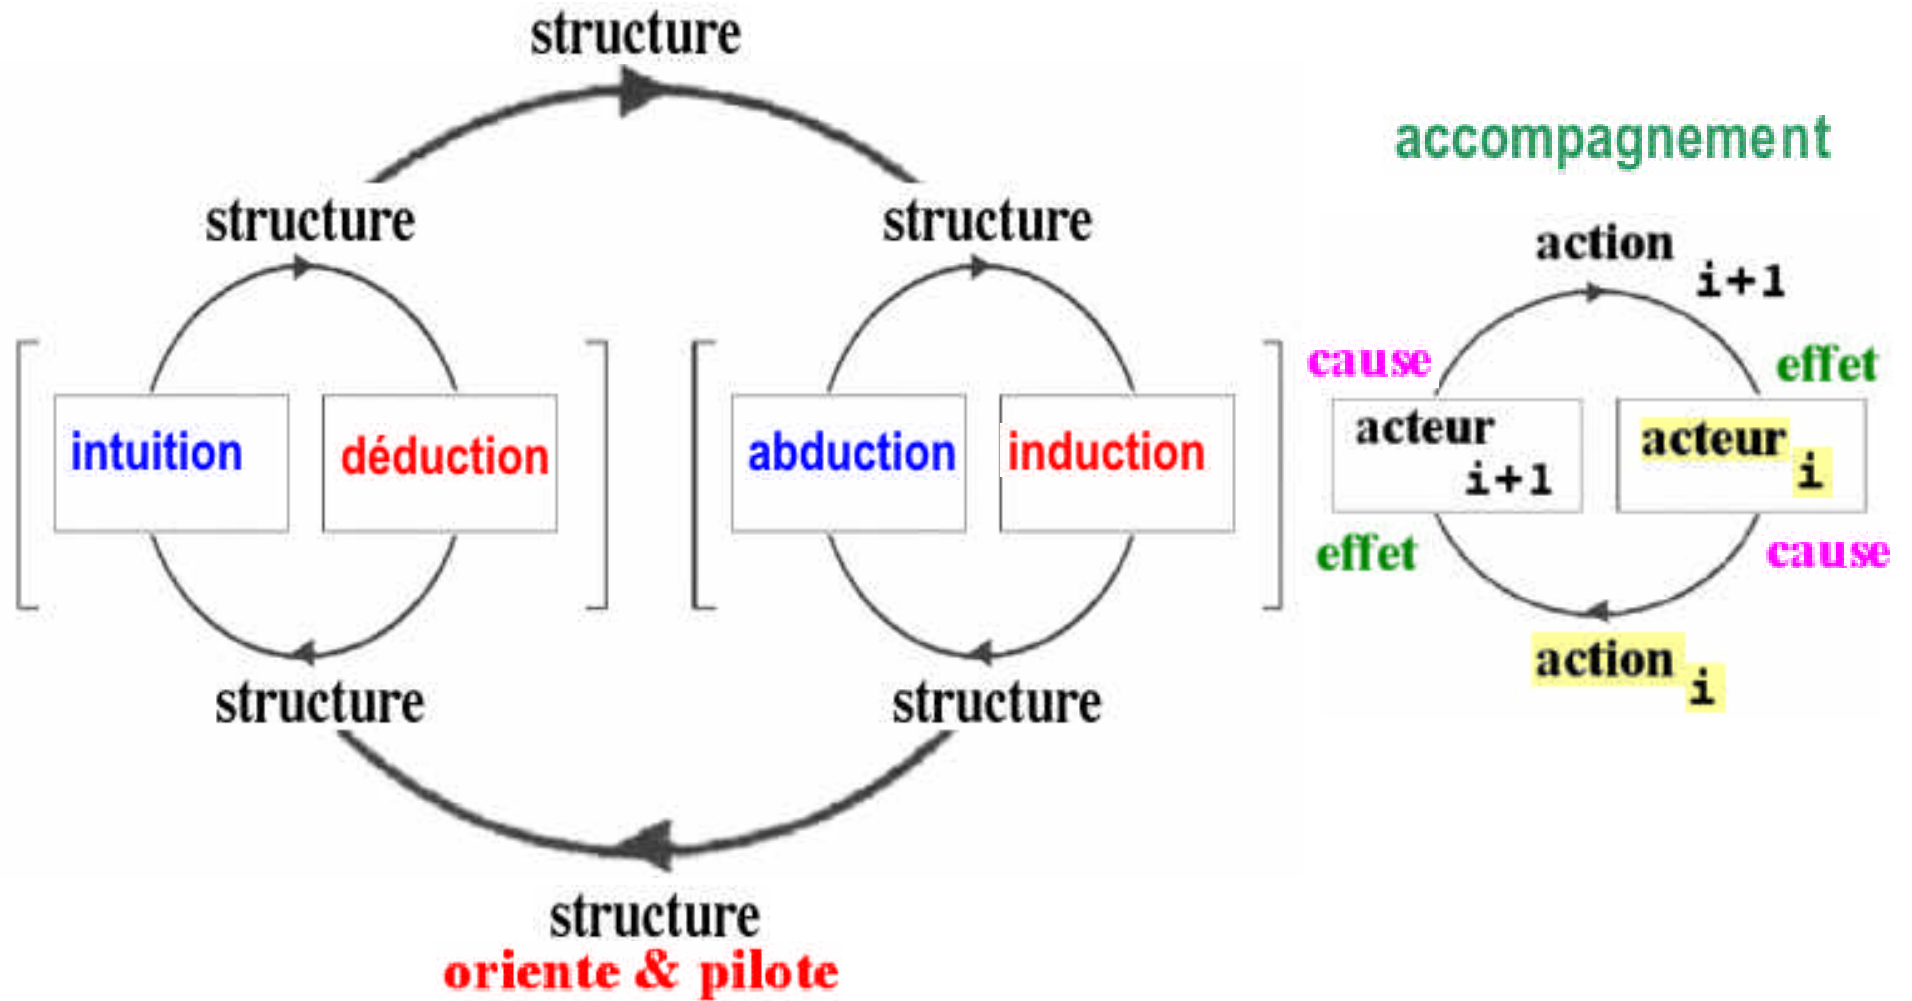 structure
accompagnement
structure
structure
action i+1
cause
effet
intuition
déduction
abduction
induction
acteur i+1
acteur i
effet
cause
action i
structure
structure
structure
oriente & pilote